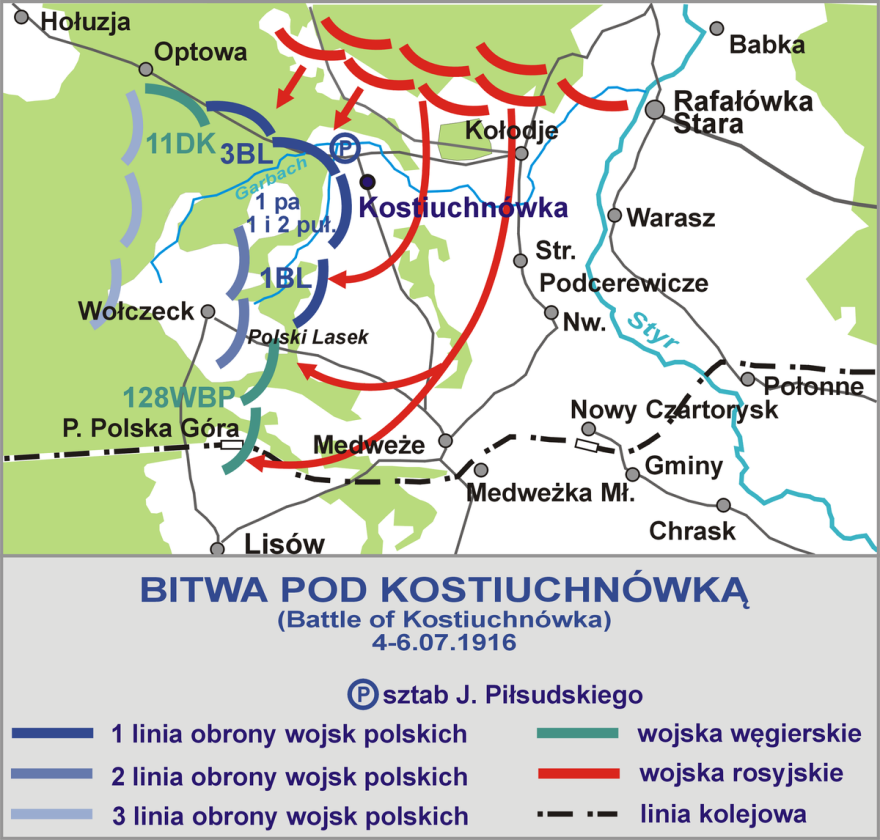 Hołuzja
Optowa
Babka
Rafałówka
Stara
11DK
3BL
P
Kołodje
Garbach
1 pa
1 i 2 puł.
Kostiuchnówka
Warasz
Str.
Podcerewicze
1BL
Wołczeck
Nw.
Polski Lasek
Styr
128WBP
Połonne
P. Polska Góra
Nowy Czartorysk
Medweże
Gminy
Medweżka Mł.
Chrask
Lisów
BITWA POD KOSTIUCHNÓWKĄ
(Battle of Kostiuchnówka)
4-6.07.1916
P sztab J. Piłsudskiego
1 linia obrony wojsk polskich
wojska węgierskie
2 linia obrony wojsk polskich
wojska rosyjskie
3 linia obrony wojsk polskich
linia kolejowa